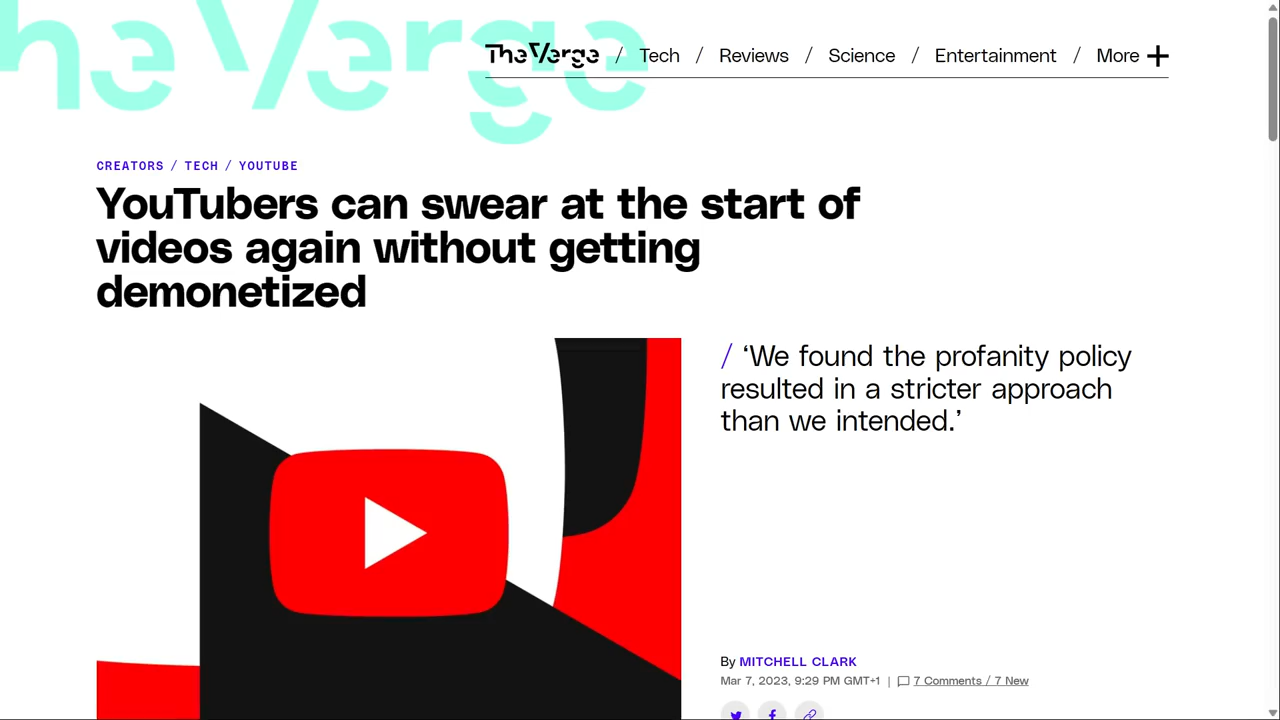 The Verge
The Verge / Tech / Reviews / Science / Entertainment / More
CREATORS / TECH / YOUTUBE
YouTubers can swear at the start of
videos again without getting
demonetized
/ ‘We found the profanity policy
resulted in a stricter approach
than we intended.’
By MITCHELL CLARK
Mar 7, 2023, 9:29 PM GMT+1 | 7 Comments / 7 New